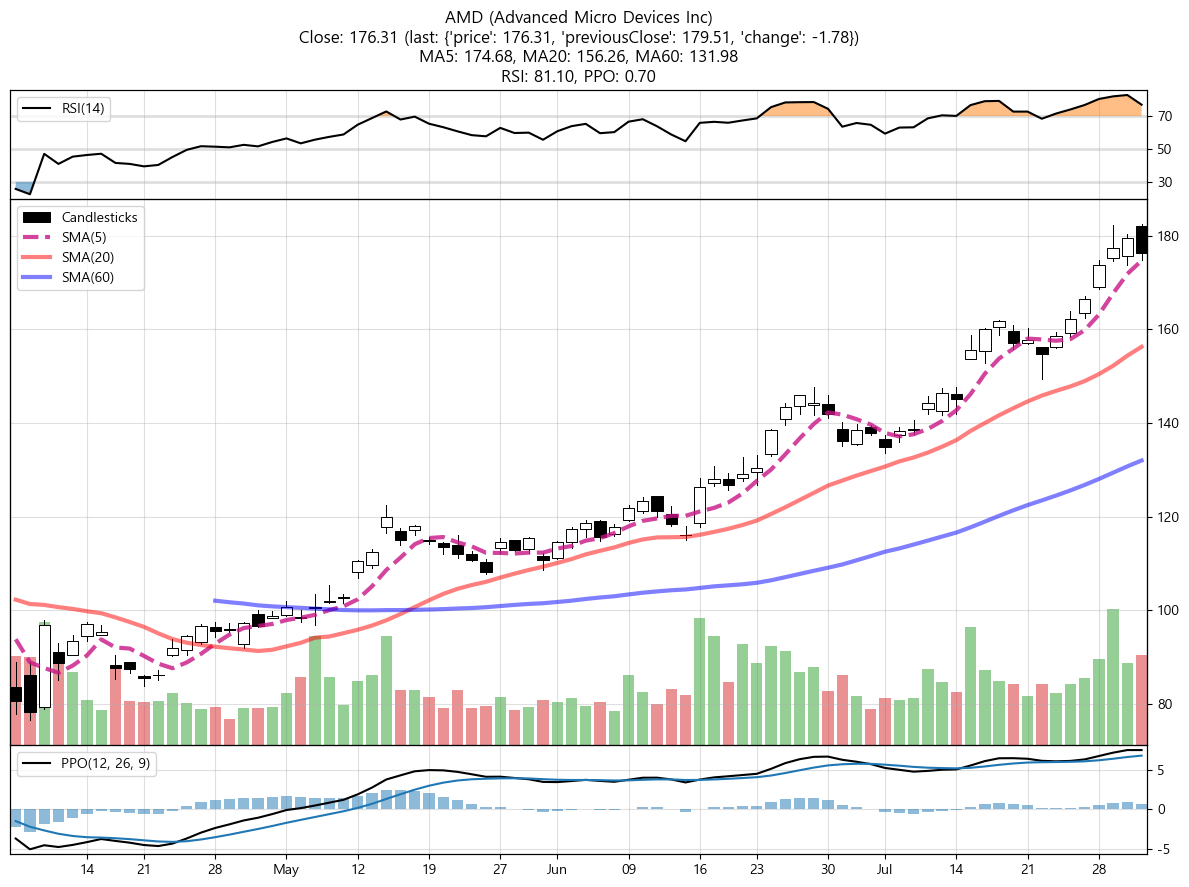 AMD (Advanced Micro Devices Inc)
Close: 176.31 (last: {'price': 176.31, 'previousClose': 179.51, 'change': -1.78})
MA5: 174.68, MA20: 156.26, MA60: 131.98
RSI: 81.10, PPO: 0.70
RSI(14)
70
50
30
Candlesticks
SMA(5)
SMA(20)
SMA(60)
180
160
140
120
100
80
PPO(12, 26, 9)
5
0
-5
14 21 28 May 12 19 27 Jun 09 16 23 30 Jul 14 21 28